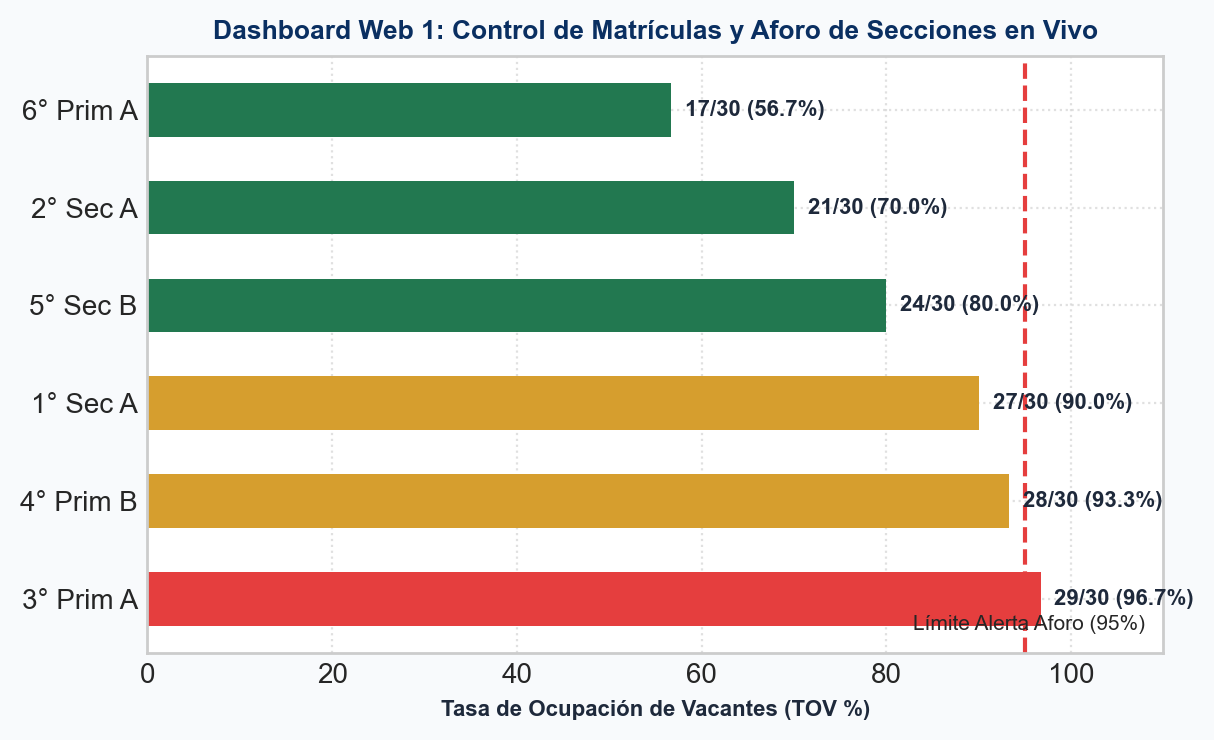 Dashboard Web 1: Control de Matrículas y Aforo de Secciones en Vivo
6° Prim A
17/30 (56.7%)
2° Sec A
21/30 (70.0%)
5° Sec B
24/30 (80.0%)
1° Sec A
27/30 (90.0%)
4° Prim B
28/30 (93.3%)
3° Prim A
29/30 (96.7%)
Límite Alerta Aforo (95%)
0 20 40 60 80 100
Tasa de Ocupación de Vacantes (TOV %)